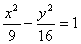 x²/9 − y²/16 = 1